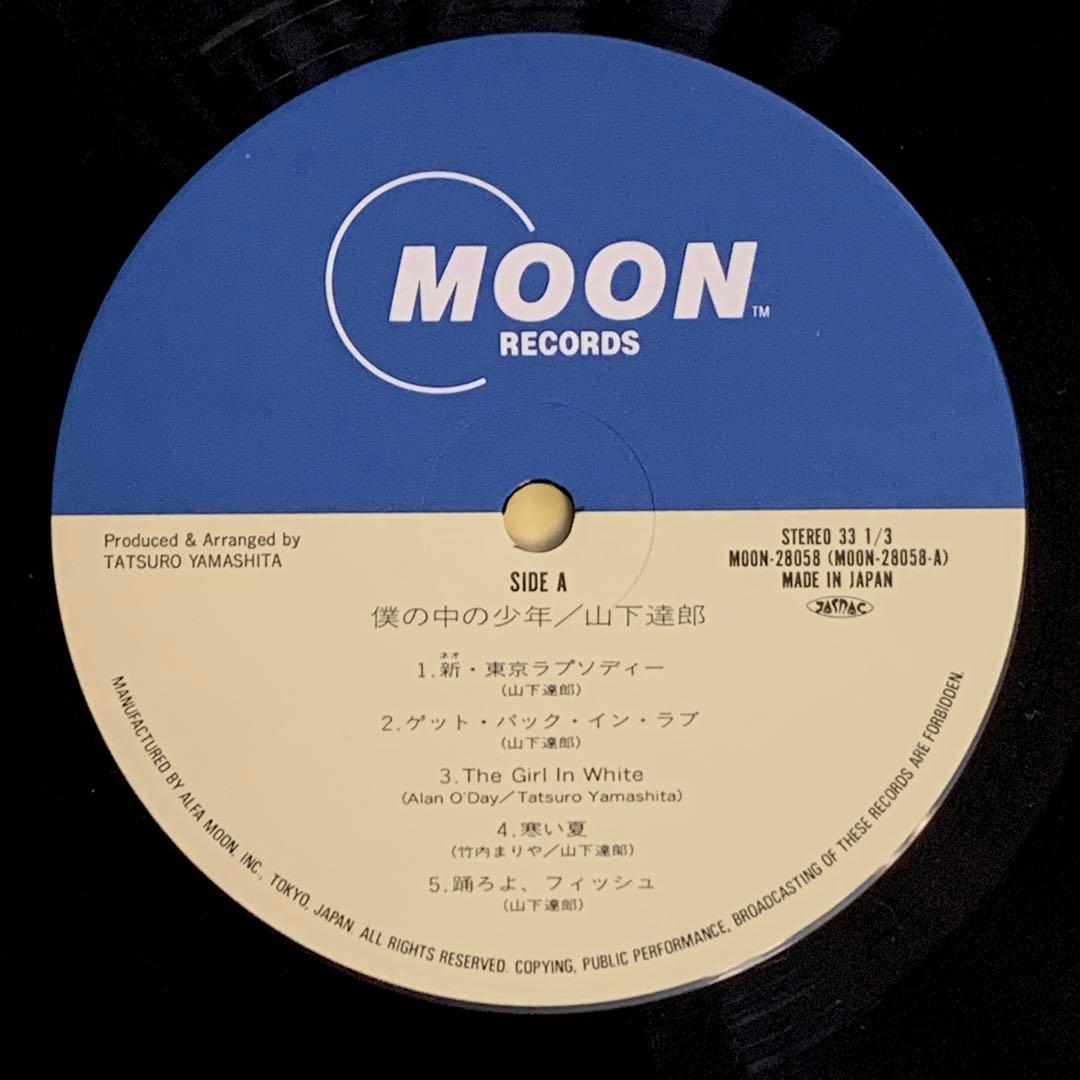 MOON™
RECORDS
Produced & Arranged by
TATSURO YAMASHITA
STEREO 33 1/3
MOON-28058 (MOON-28058-A)
MADE IN JAPAN
JASRAC
SIDE A
僕の中の少年／山下達郎
ネオ
1.新・東京ラプソディー
(山下達郎)
2.ゲット・バック・イン・ラブ
(山下達郎)
3.The Girl In White
(Alan O'Day／Tatsuro Yamashita)
4.寒い夏
(竹内まりや／山下達郎)
5.踊ろよ、フィッシュ
(山下達郎)
MANUFACTURED BY ALFA MOON, INC., TOKYO, JAPAN. ALL RIGHTS RESERVED. COPYING, PUBLIC PERFORMANCE, BROADCASTING OF THESE RECORDS ARE FORBIDDEN.